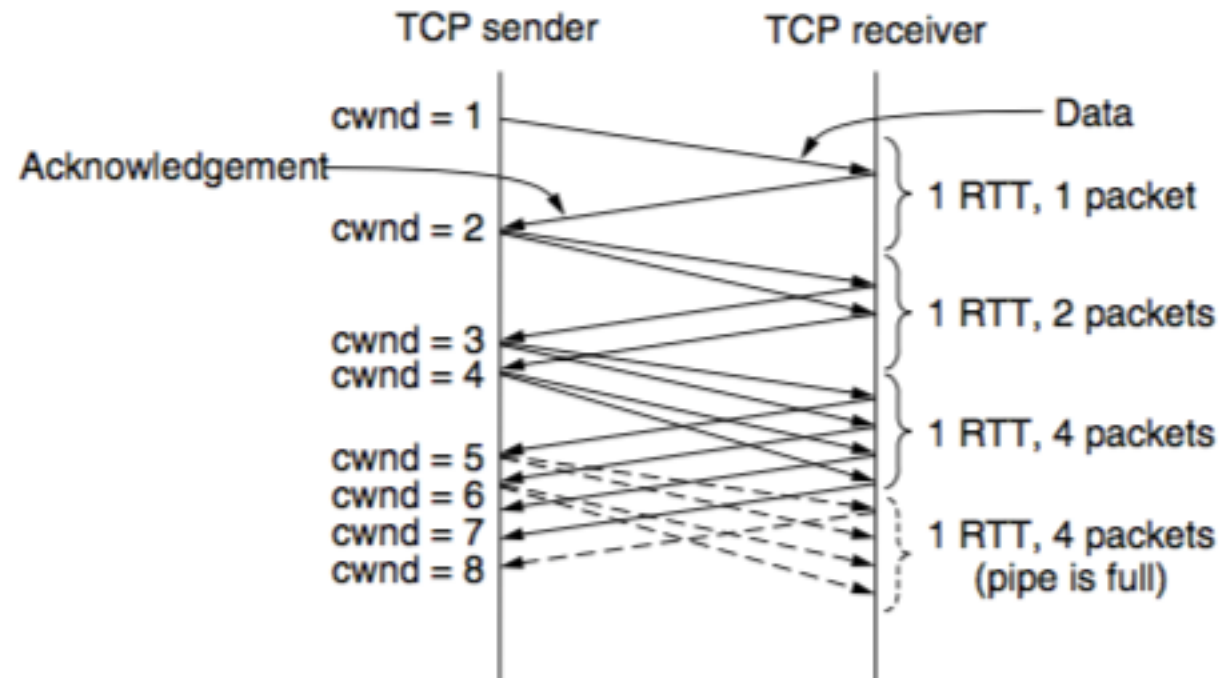 TCP sender
TCP receiver
cwnd = 1
Data
Acknowledgement
1 RTT, 1 packet
cwnd = 2
1 RTT, 2 packets
cwnd = 3
cwnd = 4
1 RTT, 4 packets
cwnd = 5
cwnd = 6
cwnd = 7
cwnd = 8
1 RTT, 4 packets
(pipe is full)